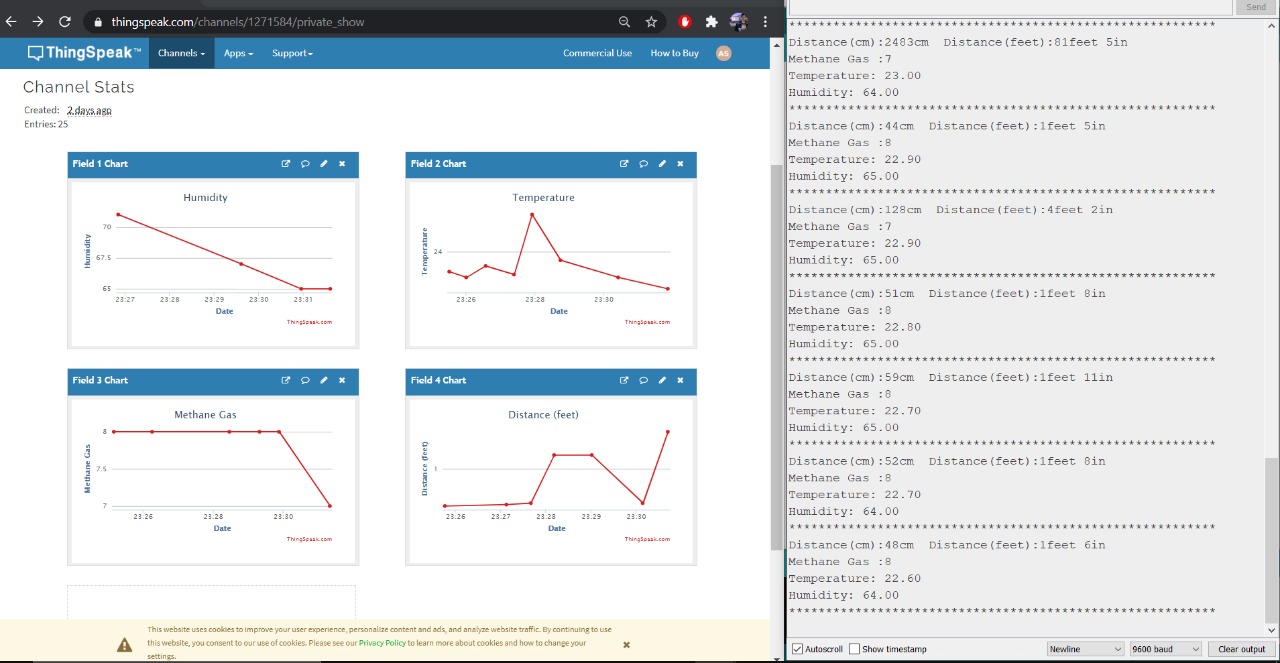 thingspeak.com/channels/1271584/private_show
ThingSpeak™ Channels Apps Support Commercial Use How to Buy AS
Channel Stats
Created: 2 days ago
Entries: 25
Field 1 Chart
Humidity
Humidity
70
67.5
65
23:27 23:28 23:29 23:30 23:31
Date
ThingSpeak.com
Field 2 Chart
Temperature
Temperature
24
23:26 23:28 23:30
Date
ThingSpeak.com
Field 3 Chart
Methane Gas
Methane Gas
8
7.5
7
23:26 23:28 23:30
Date
ThingSpeak.com
Field 4 Chart
Distance (feet)
Distance (feet)
1
23:26 23:27 23:28 23:29 23:30
Date
ThingSpeak.com
This website uses cookies to improve your user experience, personalize content and ads, and analyze website traffic. By continuing to use
this website, you consent to our use of cookies. Please see our Privacy Policy to learn more about cookies and how to change your
settings.
Send
**********************************************************
Distance(cm):2483cm Distance(feet):81feet 5in
Methane Gas :7
Temperature: 23.00
Humidity: 64.00
**********************************************************
Distance(cm):44cm Distance(feet):1feet 5in
Methane Gas :8
Temperature: 22.90
Humidity: 65.00
**********************************************************
Distance(cm):128cm Distance(feet):4feet 2in
Methane Gas :7
Temperature: 22.90
Humidity: 65.00
**********************************************************
Distance(cm):51cm Distance(feet):1feet 8in
Methane Gas :8
Temperature: 22.80
Humidity: 65.00
**********************************************************
Distance(cm):59cm Distance(feet):1feet 11in
Methane Gas :8
Temperature: 22.70
Humidity: 65.00
**********************************************************
Distance(cm):52cm Distance(feet):1feet 8in
Methane Gas :8
Temperature: 22.70
Humidity: 64.00
**********************************************************
Distance(cm):48cm Distance(feet):1feet 6in
Methane Gas :8
Temperature: 22.60
Humidity: 64.00
**********************************************************
Autoscroll Show timestamp Newline 9600 baud Clear output